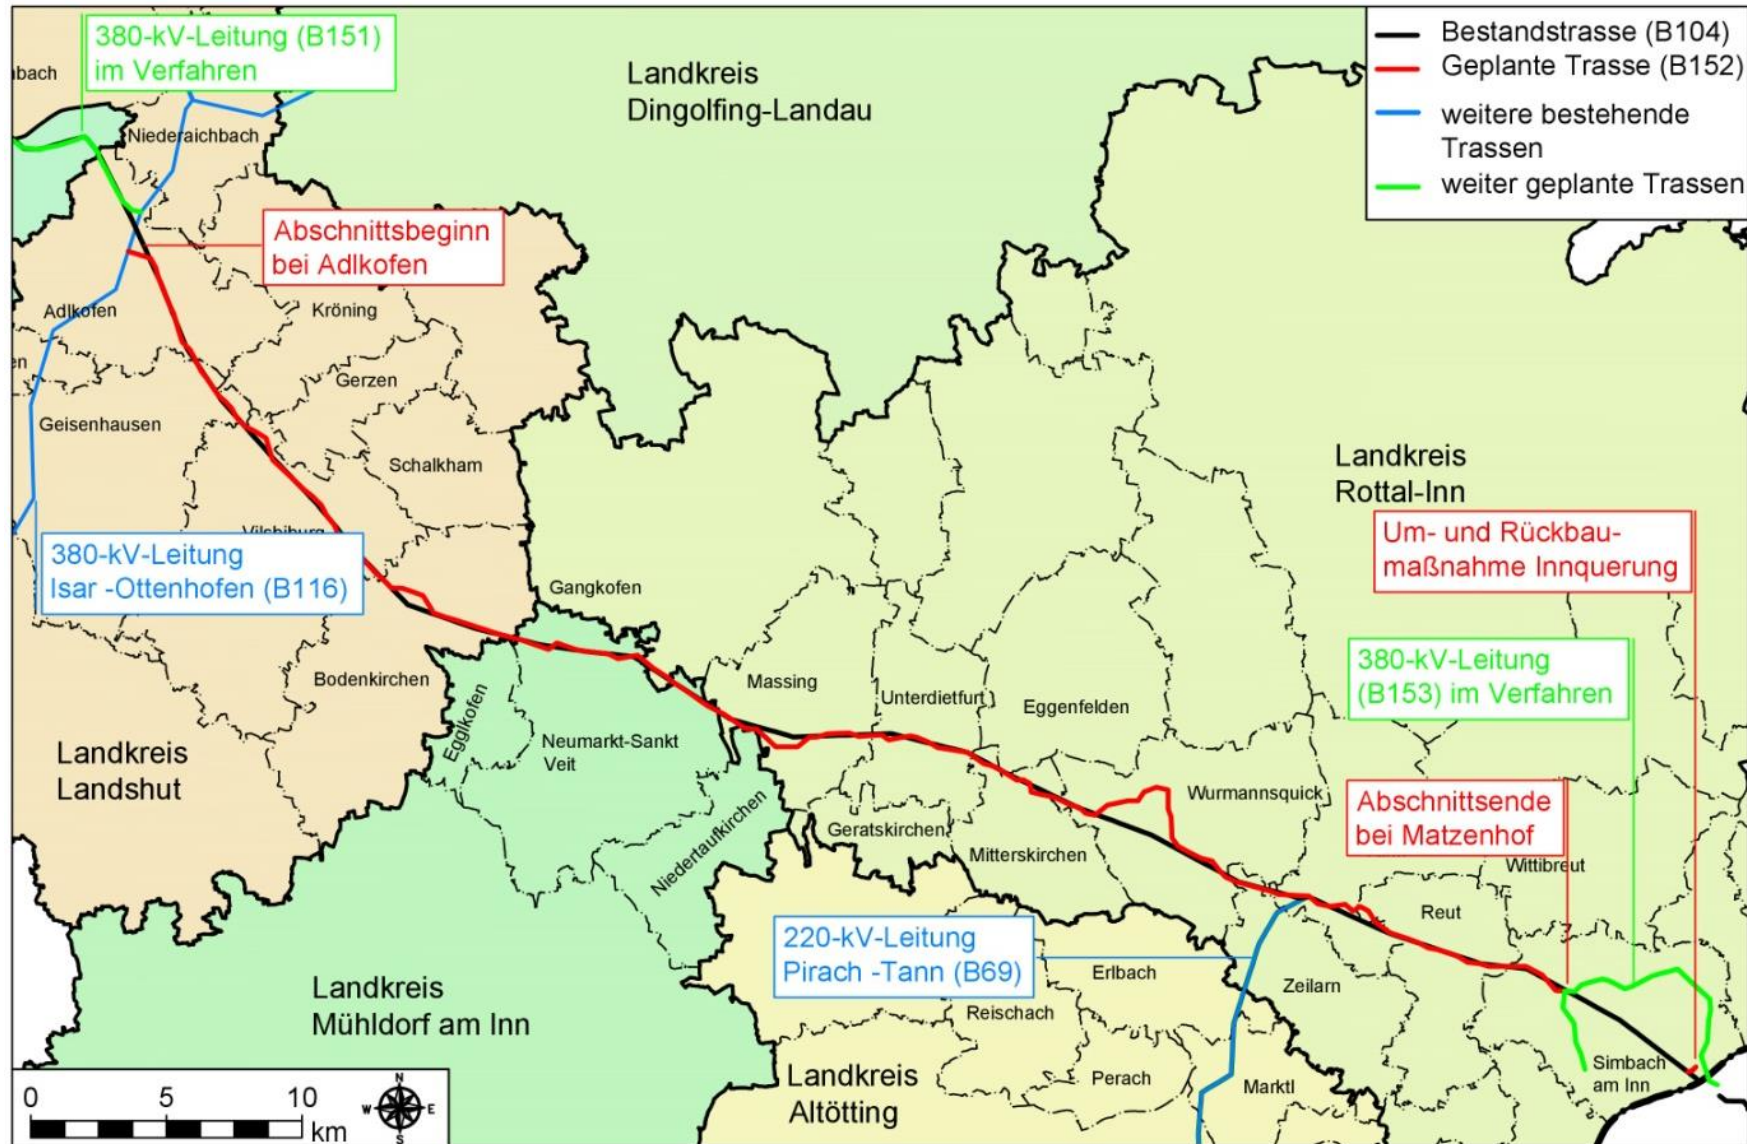 380-kV-Leitung (B151)
im Verfahren
Landkreis
Dingolfing-Landau
Bestandstrasse (B104)
Geplante Trasse (B152)
weitere bestehende
Trassen
weiter geplante Trassen
Niederaichbach
Abschnittsbeginn
bei Adlkofen
Adlkofen
Kröning
Gerzen
Geisenhausen
Schalkham
Landkreis
Rottal-Inn
Vilsbiburg
380-kV-Leitung
Isar -Ottenhofen (B116)
Um- und Rückbau-
maßnahme Innquerung
Gangkofen
Bodenkirchen
Massing
Unterdietfurt
Eggenfelden
380-kV-Leitung
(B153) im Verfahren
Egglkofen
Neumarkt-Sankt
Veit
Landkreis
Landshut
Wurmannsquick
Abschnittsende
bei Matzenhof
Niedertaufkirchen
Geratskirchen
Mitterskirchen
Wittibreut
Reut
220-kV-Leitung
Pirach -Tann (B69)
Erlbach
Zeilarn
Reischach
Landkreis
Mühldorf am Inn
Landkreis
Altötting
Perach
Marktl
Simbach
am Inn
0 5 10
km
N
W E
S